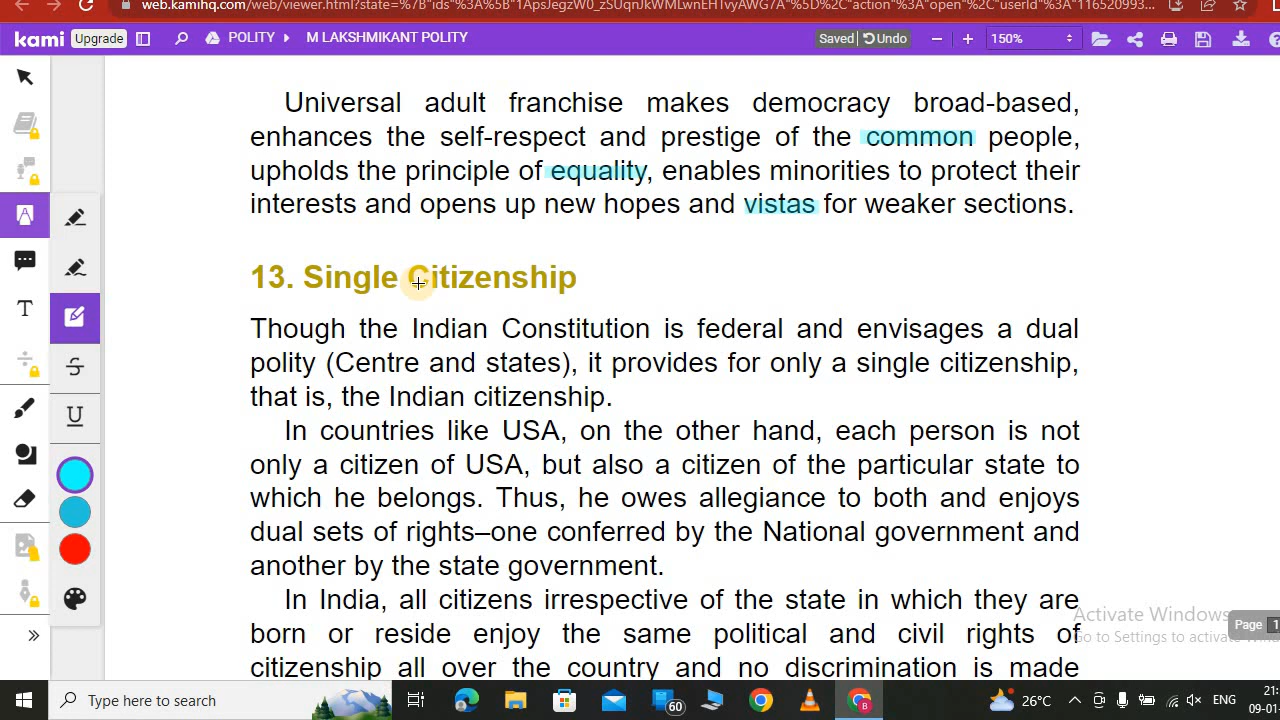 web.kamihq.com/web/viewer.html?state=%7B"ids"%3A%5B"1ApsJegzW0_zSUqnJkWMLwnEHTvyAWG7A"%5D%2C"action"%3A"open"%2C"userId"%3A"116520993...
kami Upgrade POLITY M LAKSHMIKANT POLITY Saved Undo 150%
Universal adult franchise makes democracy broad-based,
enhances the self-respect and prestige of the common people,
upholds the principle of equality, enables minorities to protect their
interests and opens up new hopes and vistas for weaker sections.
13. Single Citizenship
Though the Indian Constitution is federal and envisages a dual
polity (Centre and states), it provides for only a single citizenship,
that is, the Indian citizenship.
In countries like USA, on the other hand, each person is not
only a citizen of USA, but also a citizen of the particular state to
which he belongs. Thus, he owes allegiance to both and enjoys
dual sets of rights–one conferred by the National government and
another by the state government.
In India, all citizens irrespective of the state in which they are
born or reside enjoy the same political and civil rights of
citizenship all over the country and no discrimination is made
Activate Windows
Go to Settings to activate
Page 1
Type here to search
60
26°C
ENG
21:
09-01-